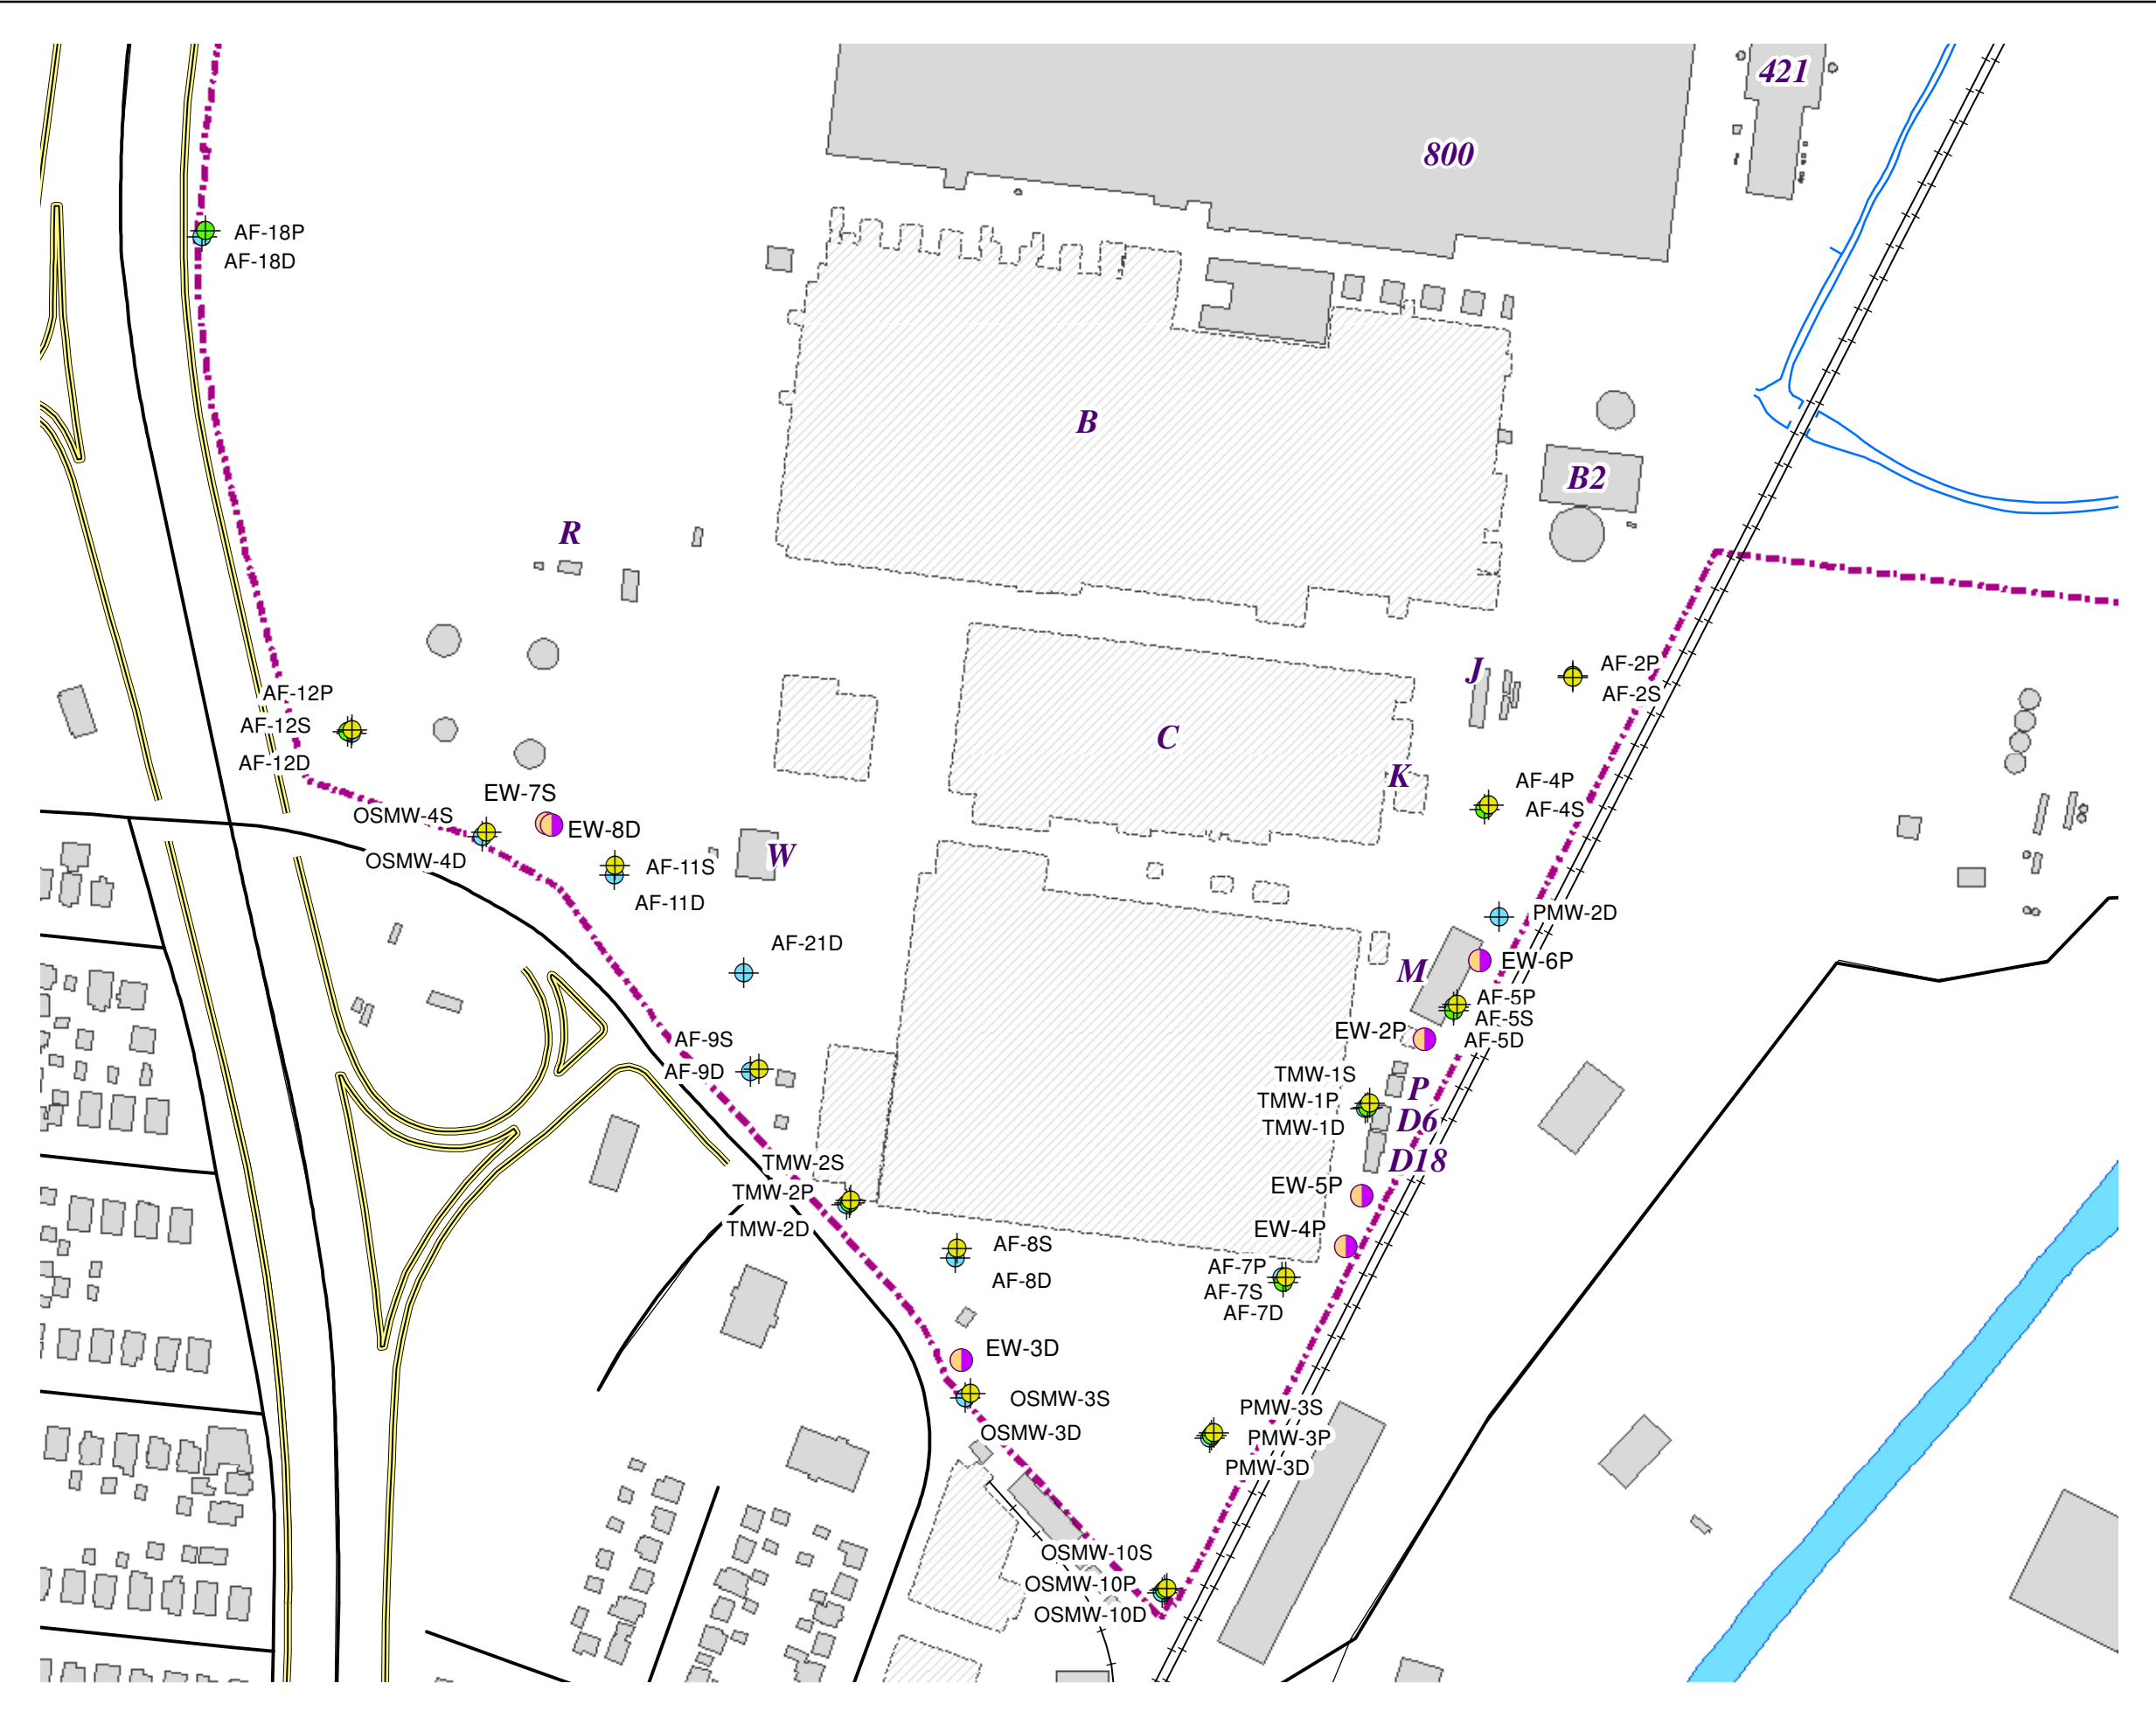 421
800
AF-18P
AF-18D
B
B2
R
AF-2P
J
AF-2S
AF-12P
AF-12S
C
AF-12D
K
AF-4P
EW-7S
AF-4S
OSMW-4S
EW-8D
OSMW-4D
W
AF-11S
AF-11D
PMW-2D
AF-21D
EW-6P
M
AF-5P
AF-5S
EW-2P
AF-9S
AF-5D
AF-9D
TMW-1S
P
TMW-1P
D6
TMW-1D
TMW-2S
D18
TMW-2P
EW-5P
TMW-2D
EW-4P
AF-8S
AF-7P
AF-8D
AF-7S
AF-7D
EW-3D
OSMW-3S
PMW-3S
OSMW-3D
PMW-3P
PMW-3D
OSMW-10S
OSMW-10P
OSMW-10D